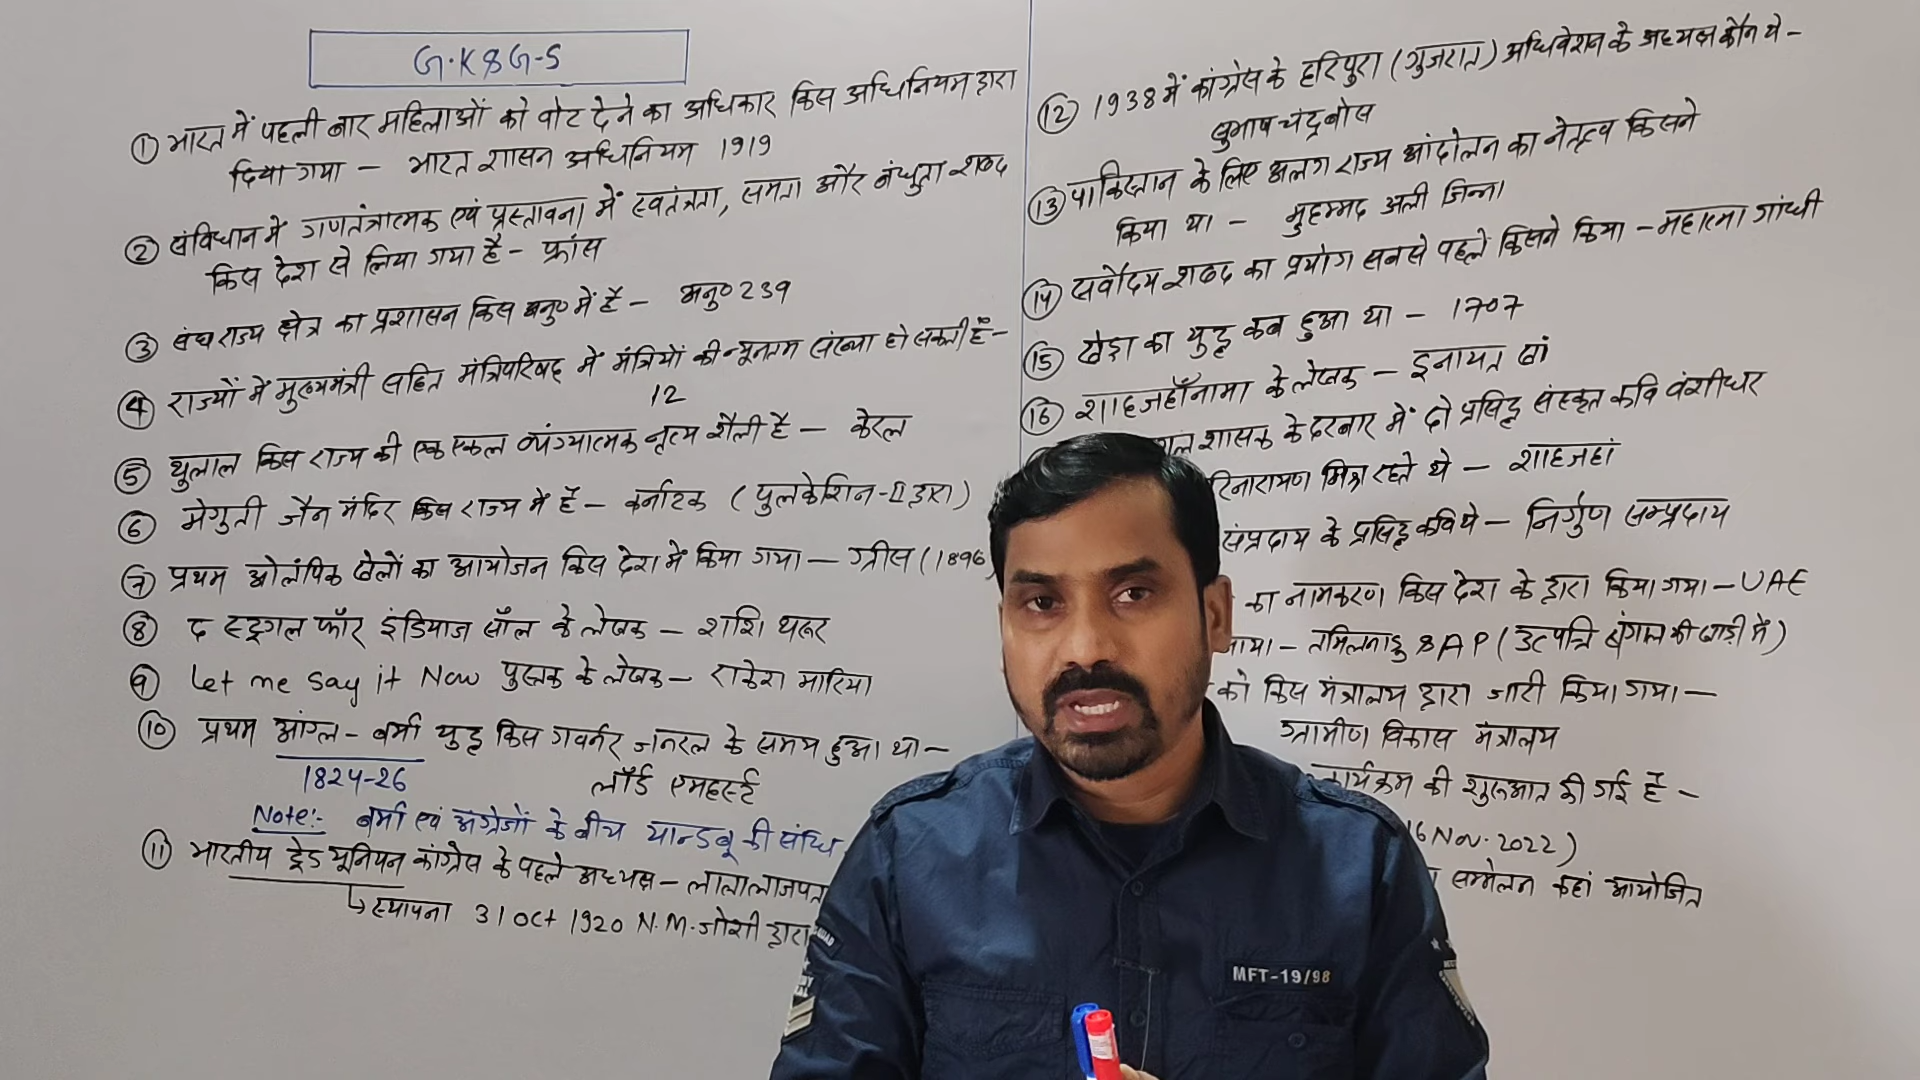 G.K & G-S
① भारत में पहली बार महिलाओं को वोट देने का अधिकार किस अधिनियम द्वारा
दिया गया – भारत शासन अधिनियम 1919
② संविधान में गणतंत्रात्मक एवं प्रस्तावना में स्वतंत्रता, समता और बंधुता शब्द
किस देश से लिया गया है – फ्रांस
③ संघ राज्य क्षेत्र का प्रशासन किस अनु० में है – अनु० 239
④ राज्यों में मुख्यमंत्री सहित मंत्रिपरिषद् में मंत्रियों की न्यूनतम संख्या हो सकती है –
12
⑤ थुलाल किस राज्य की एक एकल व्यंग्यात्मक नृत्य शैली है – केरल
⑥ मेगुती जैन मंदिर किस राज्य में है – कर्नाटक (पुलकेशिन-II द्वारा)
⑦ प्रथम ओलंपिक खेलों का आयोजन किस देश में किया गया – ग्रीस (1896)
⑧ द स्ट्रगल फॉर इंडियाज सॉल के लेखक – शशि थरूर
⑨ Let me say it Now पुस्तक के लेखक – राकेश मारिया
⑩ प्रथम आंग्ल-बर्मा युद्ध किस गवर्नर जनरल के समय हुआ था –
1824-26 लॉर्ड एमहर्स्ट
Note:- बर्मा एवं अंग्रेजों के बीच यान्डबू की संधि
⑪ भारतीय ट्रेड यूनियन कांग्रेस के पहले अध्यक्ष – लाला लाजपत
↳ स्थापना 31 Oct 1920 N.M. जोशी द्वारा
⑫ 1938 में कांग्रेस के हरिपुरा (गुजरात) अधिवेशन के अध्यक्ष कौन थे –
सुभाष चंद्र बोस
⑬ पाकिस्तान के लिए अलग राज्य आंदोलन का नेतृत्व किसने
किया था – मुहम्मद अली जिन्ना
⑭ सर्वोदय शब्द का प्रयोग सबसे पहले किसने किया – महात्मा गांधी
⑮ खेड़ा का युद्ध कब हुआ था – 1707
⑯ शाहजहाँनामा के लेखक – इनायत खां
शासक के दरबार में दो प्रसिद्ध संस्कृत कवि वंशीधर
रिनारायण मिश्र रहते थे – शाहजहां
संप्रदाय के प्रसिद्ध कवि थे – निर्गुण सम्प्रदाय
का नामकरण किस देश के द्वारा किया गया – UAE
आया – तमिलनाडु & AP (उत्पत्ति बंगाल की खाड़ी में)
को किस मंत्रालय द्वारा जारी किया गया –
ग्रामीण विकास मंत्रालय
कार्यक्रम की शुरुआत की गई है –
16 Nov. 2022)
सम्मेलन कहां आयोजित
MFT-19/98